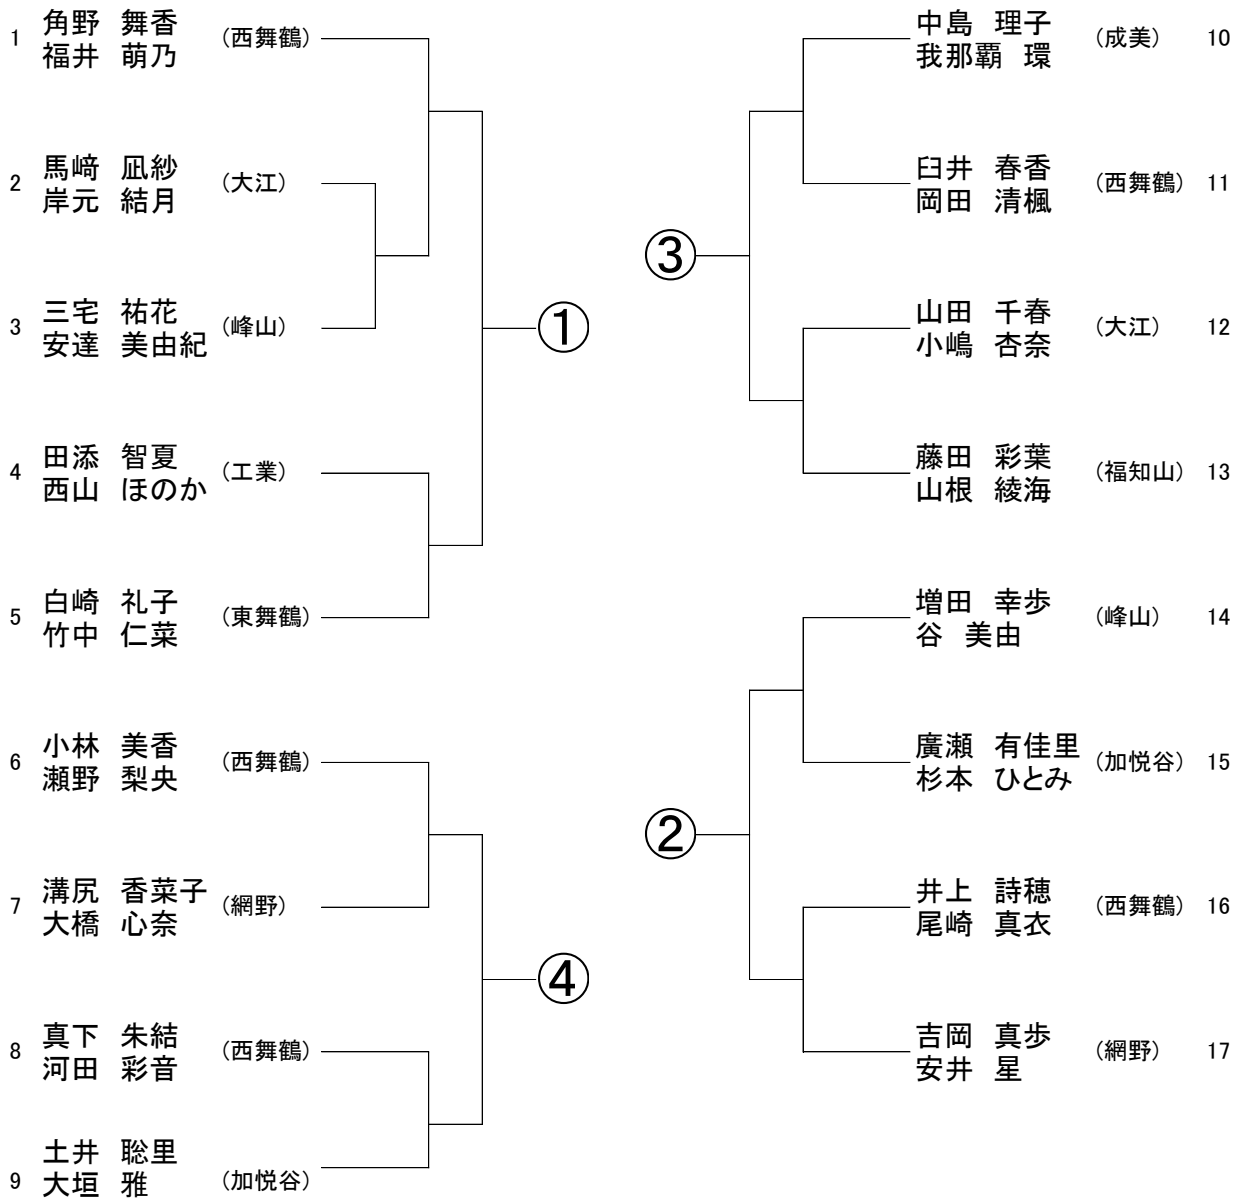 1 角野 舞香 (西舞鶴)
福井 萌乃
2 馬﨑 凪紗 (大江)
岸元 結月
3 三宅 祐花 (峰山)
安達 美由紀
①
4 田添 智夏 (工業)
西山 ほのか
5 白崎 礼子 (東舞鶴)
竹中 仁菜
6 小林 美香 (西舞鶴)
瀬野 梨央
7 溝尻 香菜子 (網野)
大橋 心奈
④
8 真下 朱結 (西舞鶴)
河田 彩音
9 土井 聡里 (加悦谷)
大垣 雅
中島 理子 (成美) 10
我那覇 環
臼井 春香 (西舞鶴) 11
岡田 清楓
③
山田 千春 (大江) 12
小嶋 杏奈
藤田 彩葉 (福知山) 13
山根 綾海
増田 幸歩 (峰山) 14
谷 美由
廣瀬 有佳里 (加悦谷) 15
杉本 ひとみ
②
井上 詩穂 (西舞鶴) 16
尾崎 真衣
吉岡 真歩 (網野) 17
安井 星